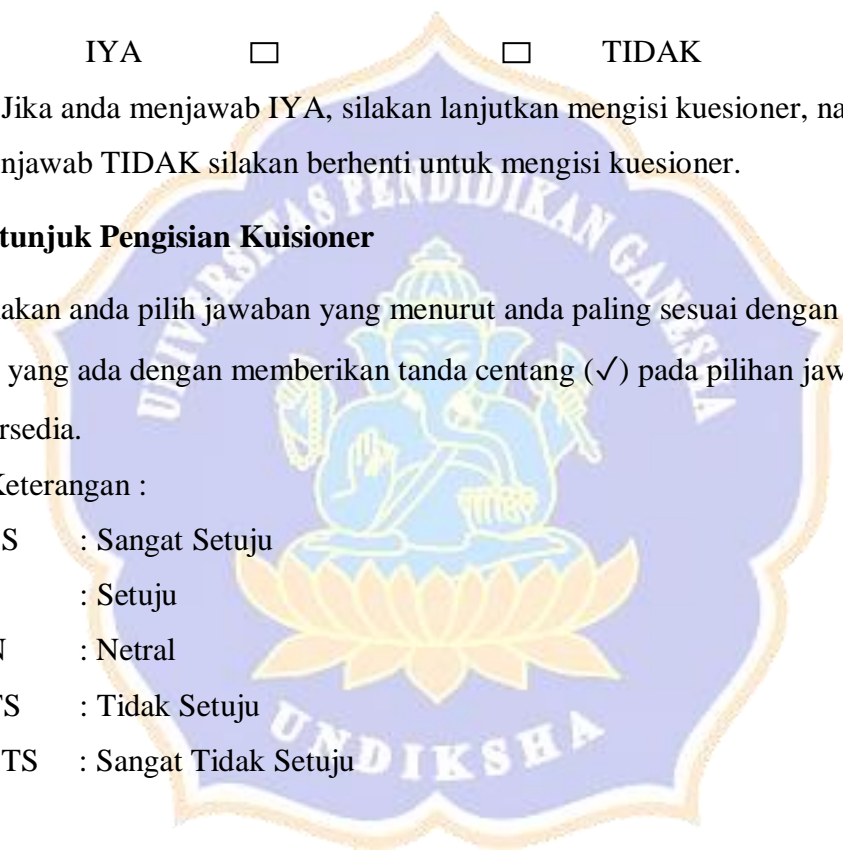 IYA □ □ TIDAK
Jika anda menjawab IYA, silakan lanjutkan mengisi kuesioner, na
njawab TIDAK silakan berhenti untuk mengisi kuesioner.
UNIVERSITAS PENDIDIKAN GANESHA
tunjuk Pengisian Kuisioner
lakan anda pilih jawaban yang menurut anda paling sesuai dengan
yang ada dengan memberikan tanda centang (✓) pada pilihan jaw
rsedia.
Keterangan :
S : Sangat Setuju
: Setuju
N : Netral
TS : Tidak Setuju
TS : Sangat Tidak Setuju
UNDIKSHA